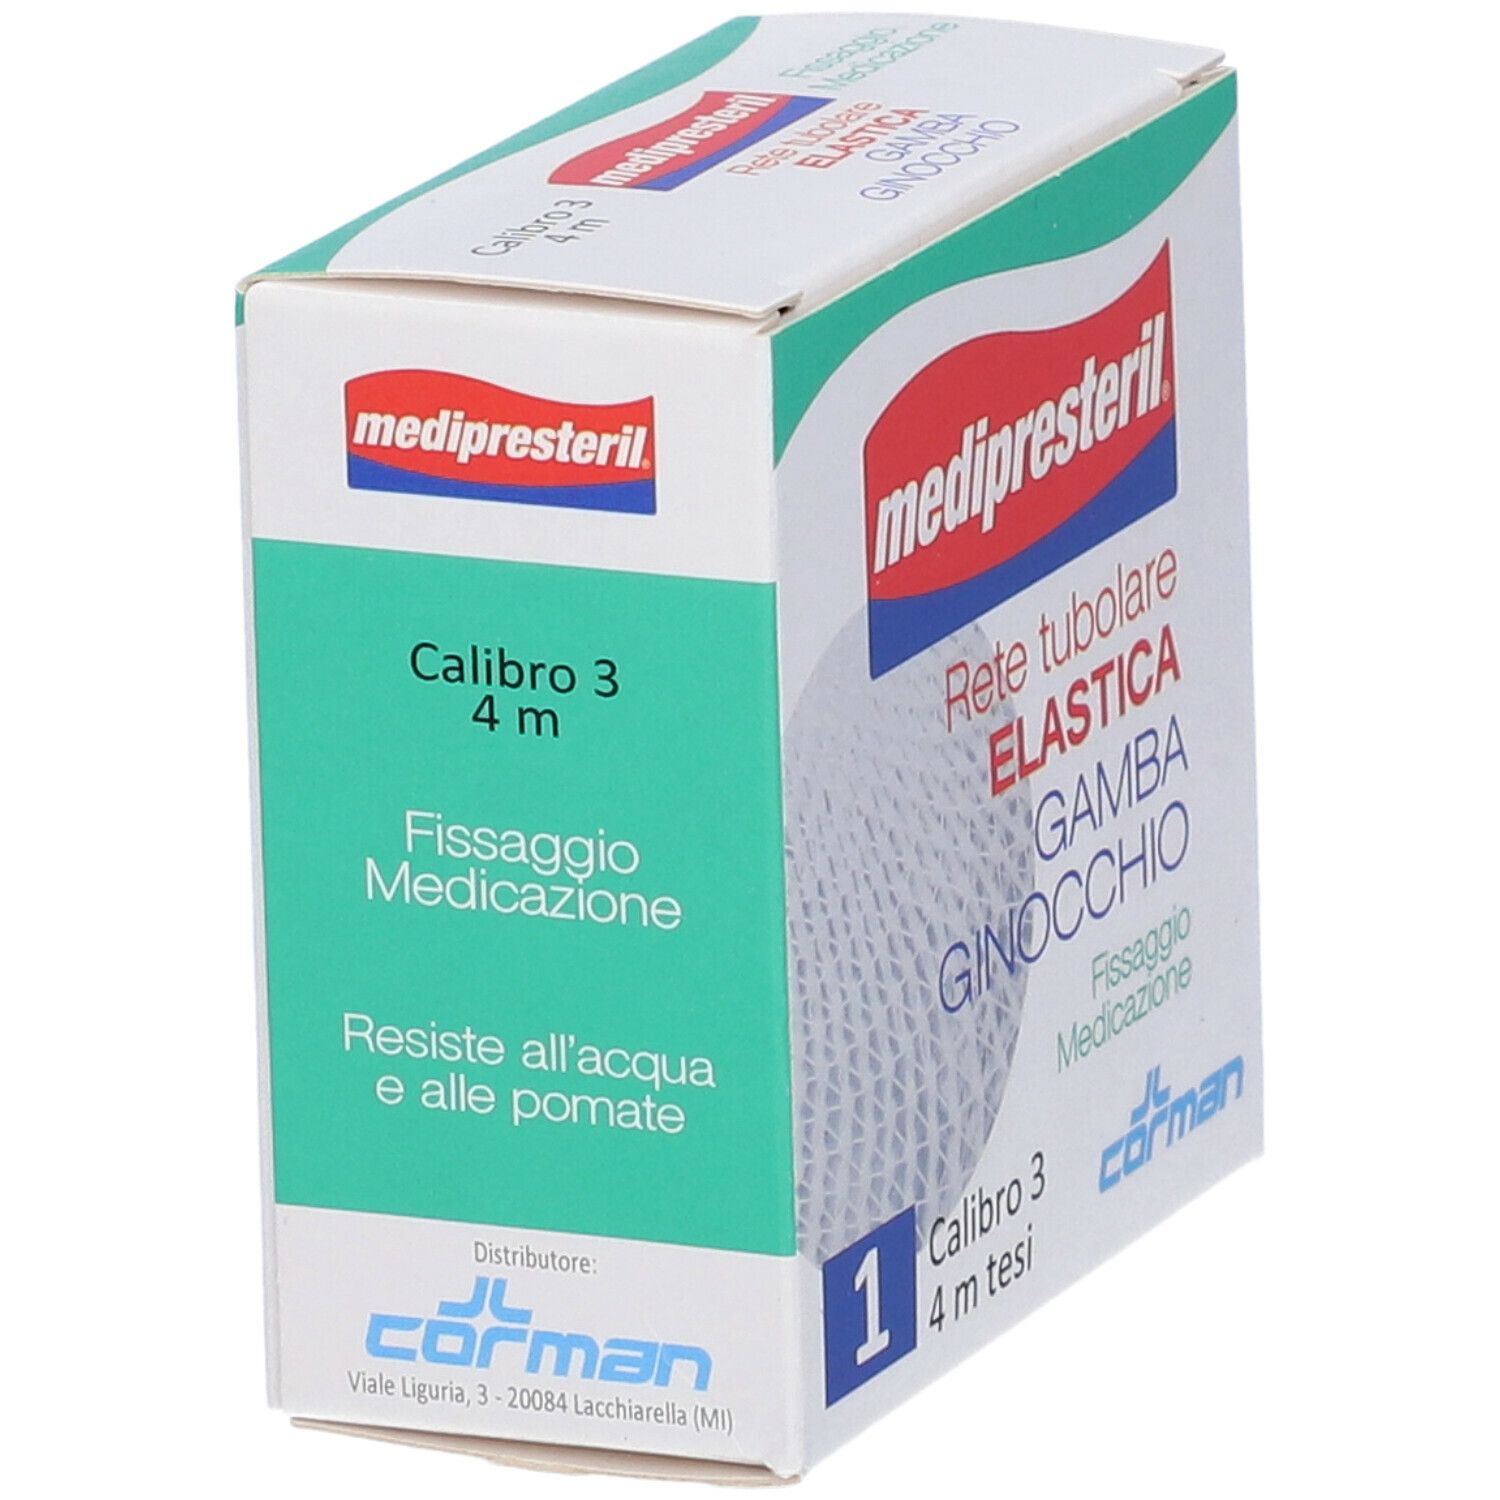 Fissaggio
Medicazione
medipresteril
Rete tubolare
ELASTICA
GAMBA
GINOCCHIO
Calibro 3
4 m
medipresteril®
Calibro 3
4 m
Fissaggio
Medicazione
Resiste all'acqua
e alle pomate
Distributore:
corman
Viale Liguria, 3 - 20084 Lacchiarella (MI)
medipresteril®
Rete tubolare
ELASTICA
GAMBA
GINOCCHIO
Fissaggio
Medicazione
corman
1
Calibro 3
4 m tesi